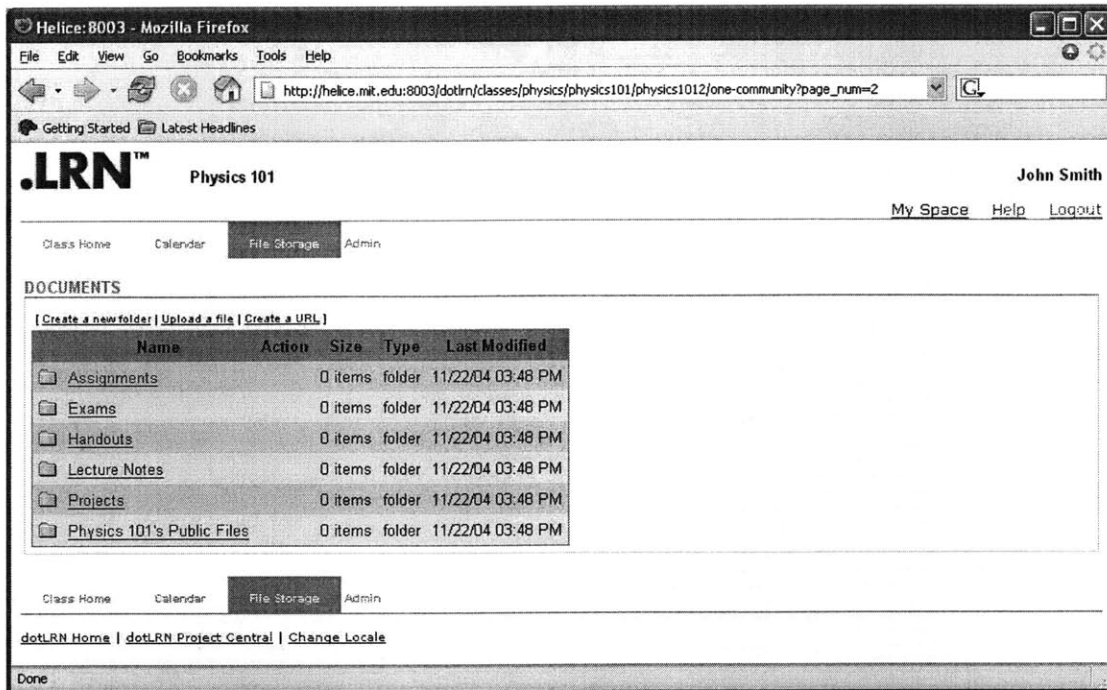 Helice:8003 - Mozilla Firefox
File Edit View Go Bookmarks Tools Help
http://helice.mit.edu:8003/dotlrn/classes/physics/physics101/physics1012/one-community?page_num=2 G
Getting Started Latest Headlines
.LRN™ Physics 101 John Smith
My Space Help Logout
Class Home Calendar File Storage Admin
DOCUMENTS
[ Create a new folder | Upload a file | Create a URL ]
Name Action Size Type Last Modified
Assignments 0 items folder 11/22/04 03:48 PM
Exams 0 items folder 11/22/04 03:48 PM
Handouts 0 items folder 11/22/04 03:48 PM
Lecture Notes 0 items folder 11/22/04 03:48 PM
Projects 0 items folder 11/22/04 03:48 PM
Physics 101's Public Files 0 items folder 11/22/04 03:48 PM
Class Home Calendar File Storage Admin
dotLRN Home | dotLRN Project Central | Change Locale
Done